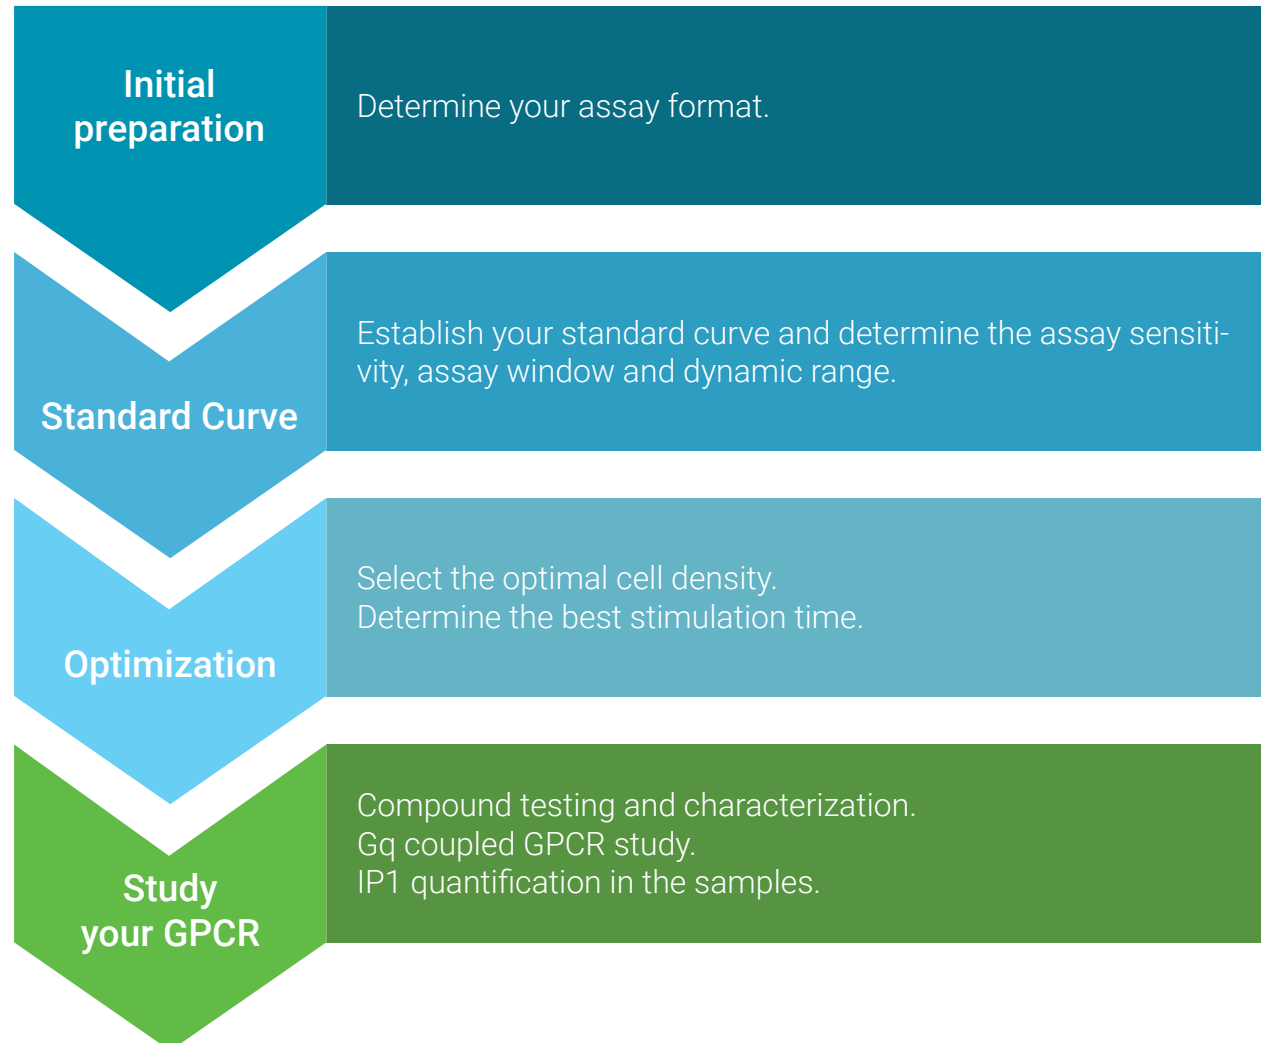 Initial
preparation
Determine your assay format.
Standard Curve
Establish your standard curve and determine the assay sensiti-
vity, assay window and dynamic range.
Optimization
Select the optimal cell density.
Determine the best stimulation time.
Study
your GPCR
Compound testing and characterization.
Gq coupled GPCR study.
IP1 quantification in the samples.